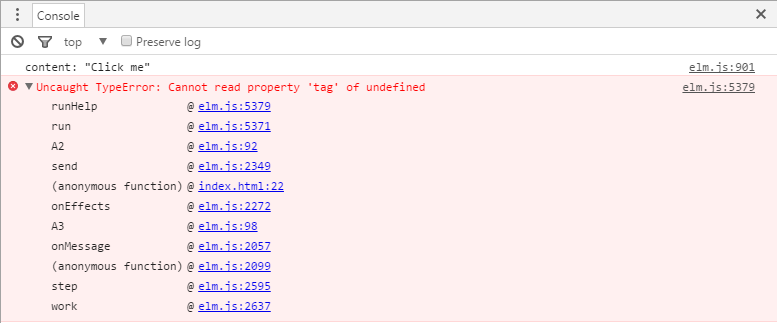 Console
top Preserve log
content: "Click me" elm.js:901
Uncaught TypeError: Cannot read property 'tag' of undefined elm.js:5379
runHelp @ elm.js:5379
run @ elm.js:5371
A2 @ elm.js:92
send @ elm.js:2349
(anonymous function) @ index.html:22
onEffects @ elm.js:2272
A3 @ elm.js:98
onMessage @ elm.js:2057
(anonymous function) @ elm.js:2099
step @ elm.js:2595
work @ elm.js:2637